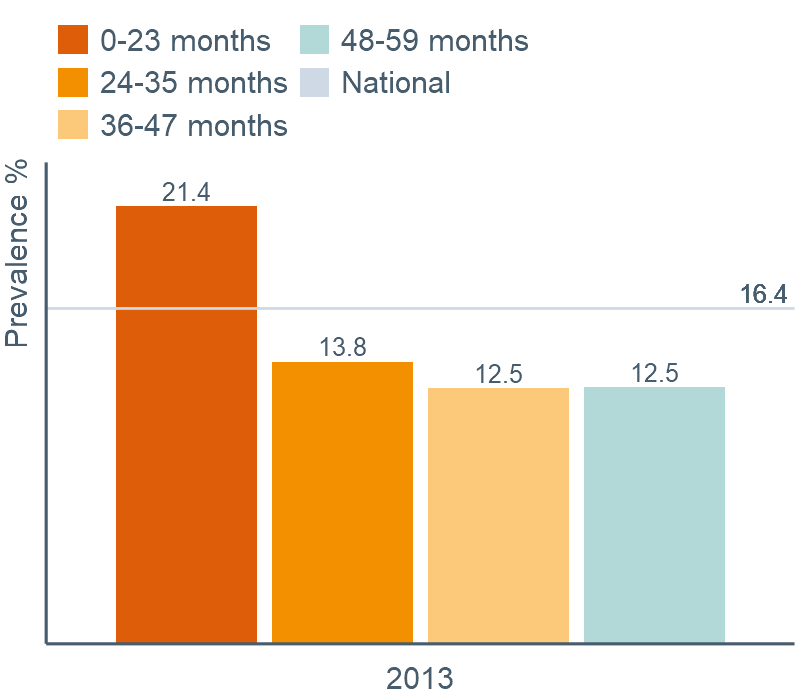 0-23 months
24-35 months
36-47 months
48-59 months
National
Prevalence %
21.4
13.8
12.5
12.5
16.4
2013